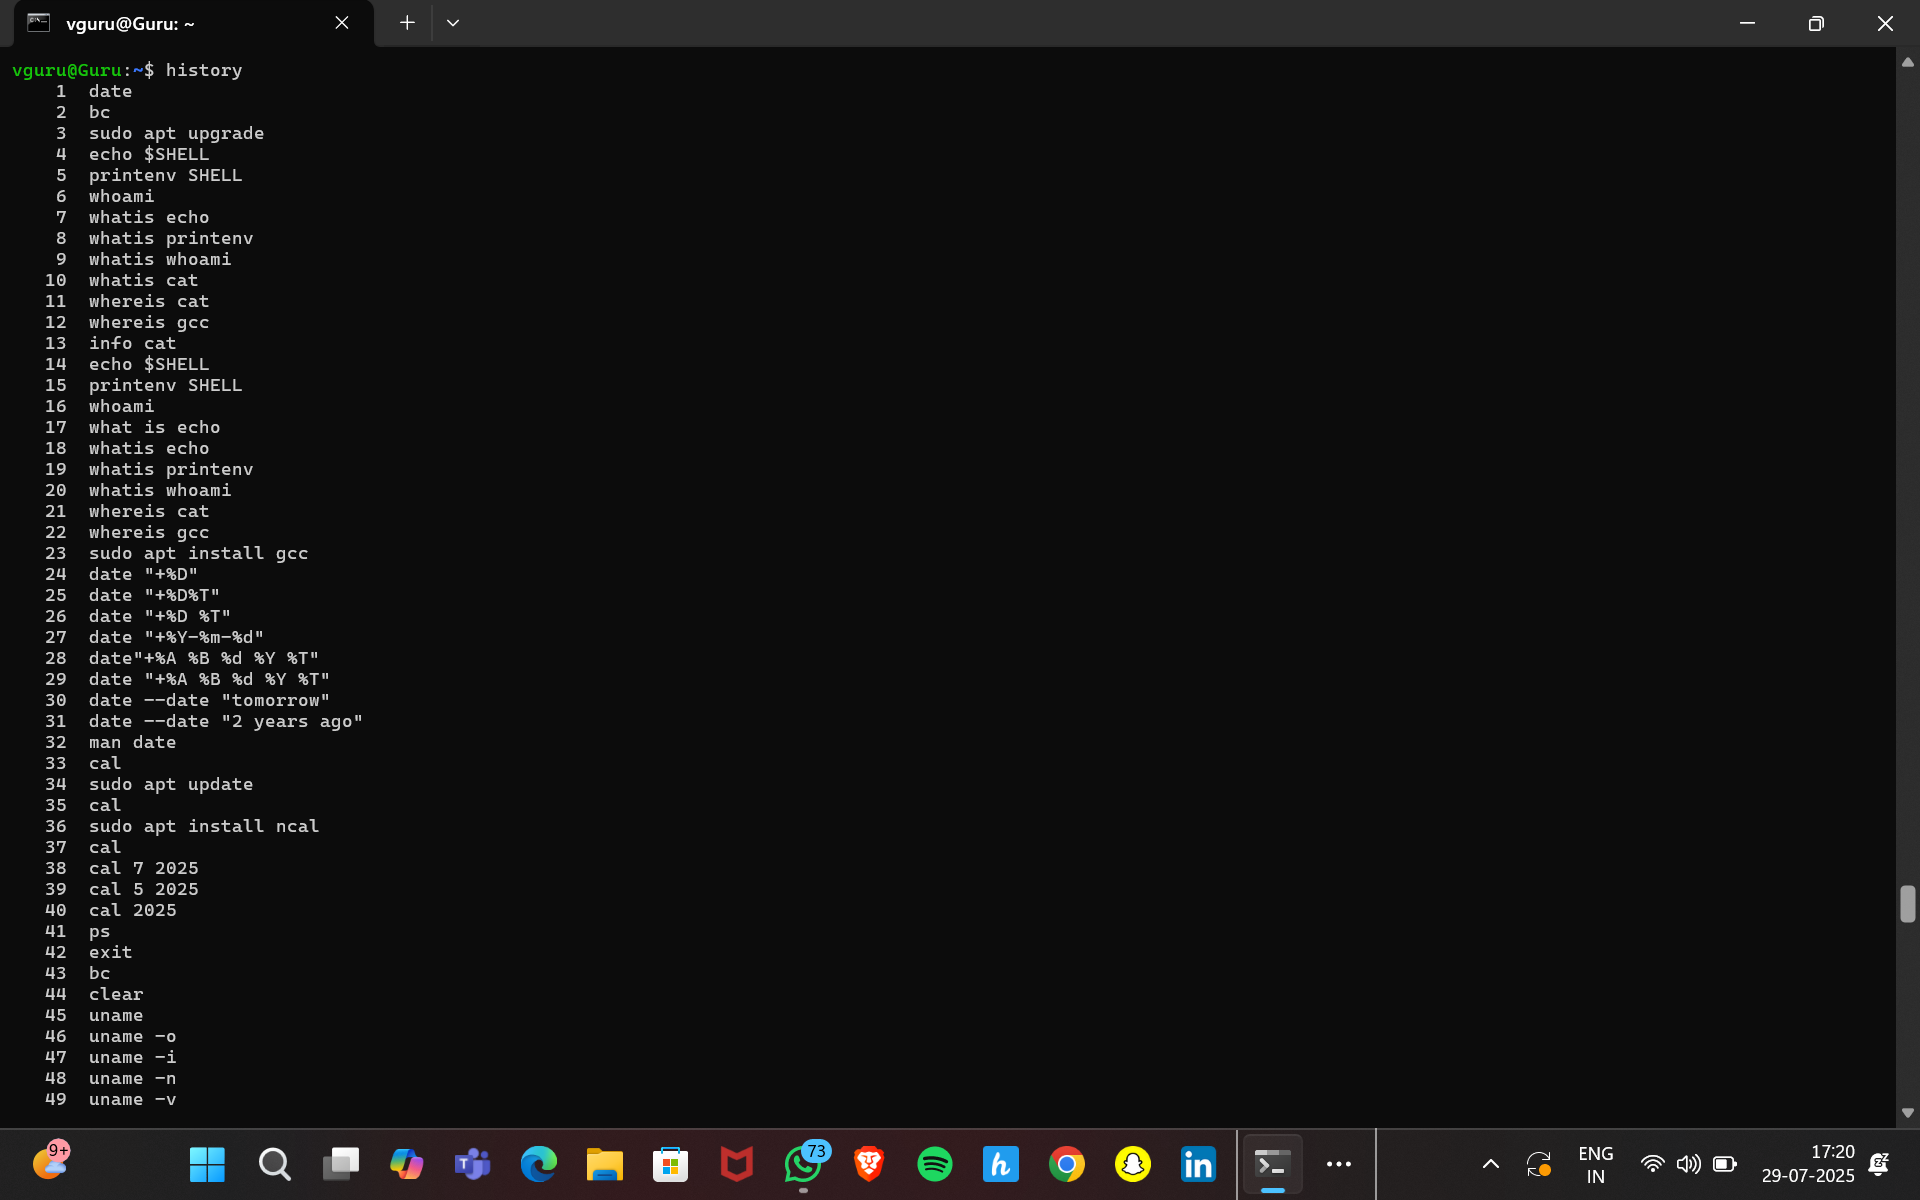 vguru@Guru: ~
vguru@Guru:~$ history
1 date
2 bc
3 sudo apt upgrade
4 echo $SHELL
5 printenv SHELL
6 whoami
7 whatis echo
8 whatis printenv
9 whatis whoami
10 whatis cat
11 whereis cat
12 whereis gcc
13 info cat
14 echo $SHELL
15 printenv SHELL
16 whoami
17 what is echo
18 whatis echo
19 whatis printenv
20 whatis whoami
21 whereis cat
22 whereis gcc
23 sudo apt install gcc
24 date "+%D"
25 date "+%D%T"
26 date "+%D %T"
27 date "+%Y-%m-%d"
28 date"+%A %B %d %Y %T"
29 date "+%A %B %d %Y %T"
30 date --date "tomorrow"
31 date --date "2 years ago"
32 man date
33 cal
34 sudo apt update
35 cal
36 sudo apt install ncal
37 cal
38 cal 7 2025
39 cal 5 2025
40 cal 2025
41 ps
42 exit
43 bc
44 clear
45 uname
46 uname -o
47 uname -i
48 uname -n
49 uname -v
9+
73
ENG
IN
17:20
29-07-2025